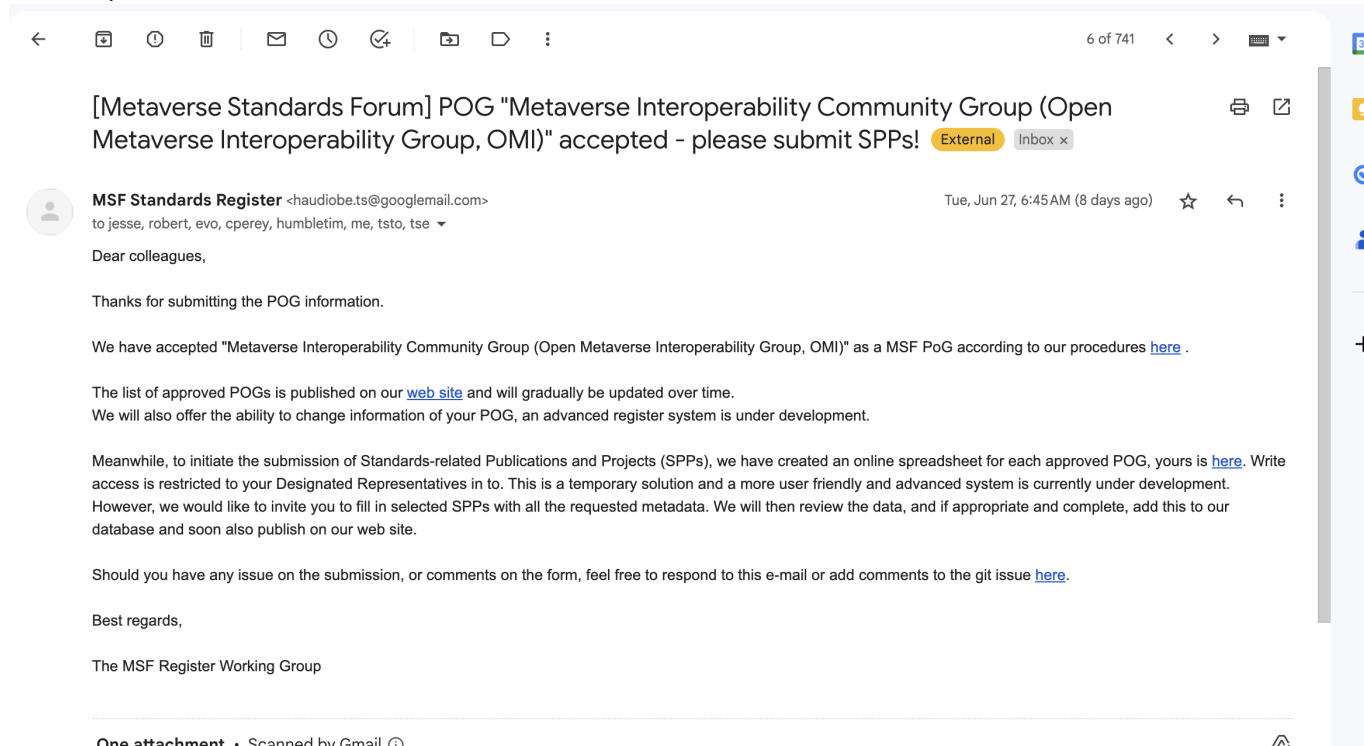 6 of 741
[Metaverse Standards Forum] POG "Metaverse Interoperability Community Group (Open
Metaverse Interoperability Group, OMI)" accepted - please submit SPPs! External Inbox ×
MSF Standards Register <haudiobe.ts@googlemail.com>
Tue, Jun 27, 6:45 AM (8 days ago)
to jesse, robert, evo, cperey, humbletim, me, tsto, tse
Dear colleagues,
Thanks for submitting the POG information.
We have accepted "Metaverse Interoperability Community Group (Open Metaverse Interoperability Group, OMI)" as a MSF PoG according to our procedures here .
The list of approved POGs is published on our web site and will gradually be updated over time.
We will also offer the ability to change information of your POG, an advanced register system is under development.
Meanwhile, to initiate the submission of Standards-related Publications and Projects (SPPs), we have created an online spreadsheet for each approved POG, yours is here. Write
access is restricted to your Designated Representatives in to. This is a temporary solution and a more user friendly and advanced system is currently under development.
However, we would like to invite you to fill in selected SPPs with all the requested metadata. We will then review the data, and if appropriate and complete, add this to our
database and soon also publish on our web site.
Should you have any issue on the submission, or comments on the form, feel free to respond to this e-mail or add comments to the git issue here.
Best regards,
The MSF Register Working Group
One attachment • Scanned by Gmail